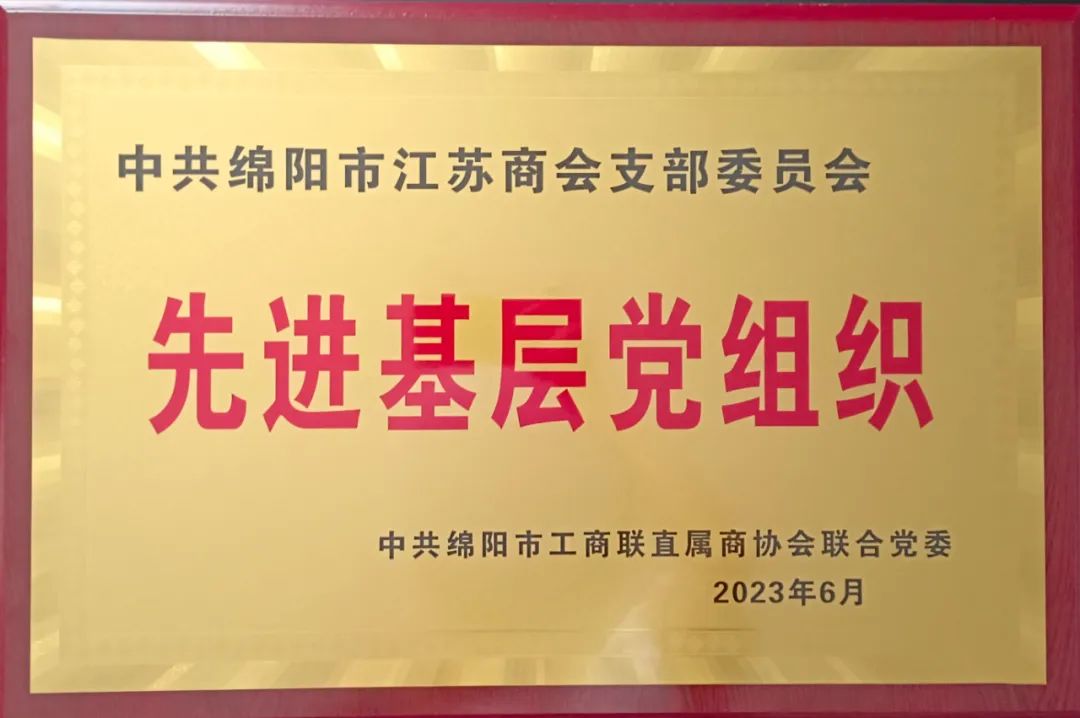 中共绵阳市江苏商会支部委员会
先进基层党组织
中共绵阳市工商联直属商协会联合党委
2023年6月